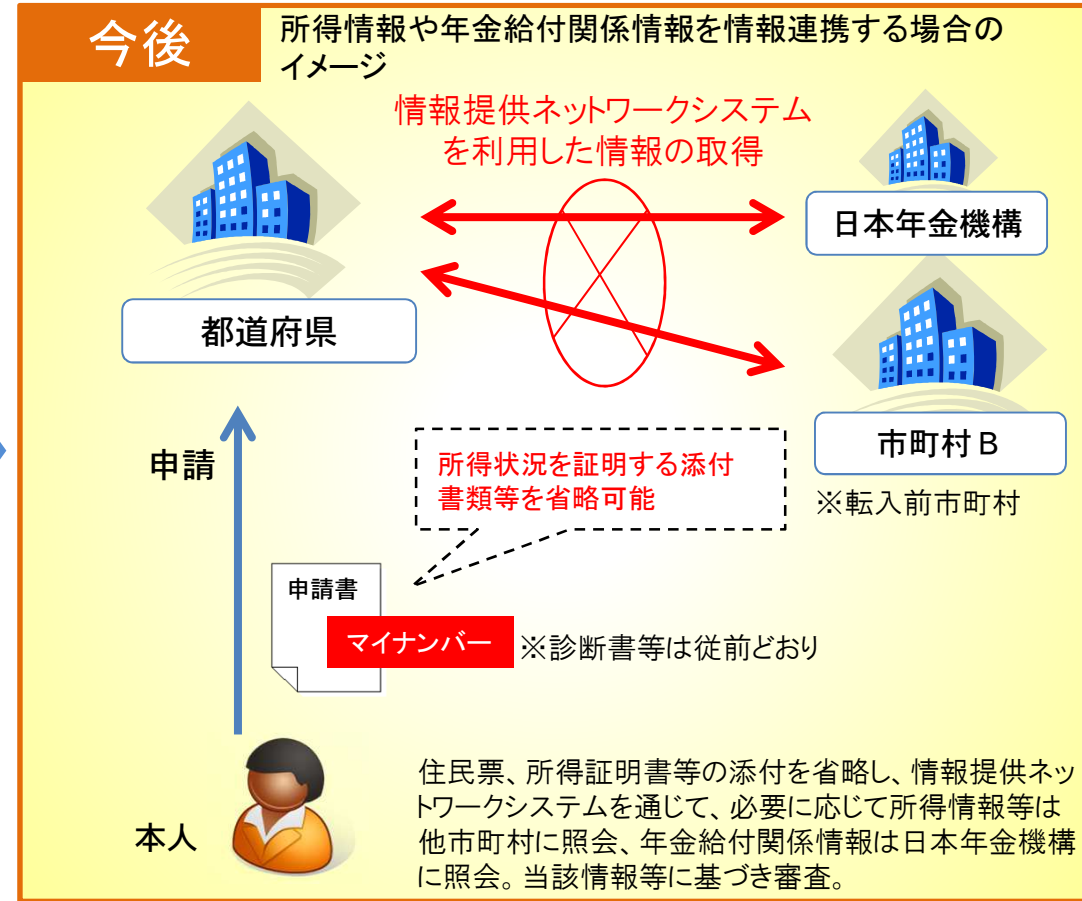 今後
所得情報や年金給付関係情報を情報連携する場合の
イメージ
情報提供ネットワークシステム
を利用した情報の取得
日本年金機構
都道府県
市町村B
※転入前市町村
申請
所得状況を証明する添付
書類等を省略可能
申請書
マイナンバー
※診断書等は従前どおり
本人
住民票、所得証明書等の添付を省略し、情報提供ネッ
トワークシステムを通じて、必要に応じて所得情報等は
他市町村に照会、年金給付関係情報は日本年金機構
に照会。当該情報等に基づき審査。